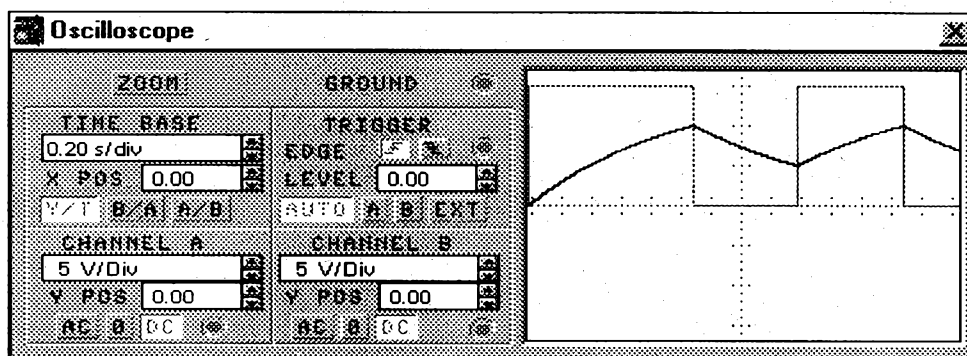 Oscilloscope
ZOOM GROUND
TIME BASE
0.20 s/div
X POS 0.00
Y/T B/A A/B
TRIGGER
EDGE
LEVEL 0.00
AUTO A B EXT
CHANNEL A
5 V/Div
Y POS 0.00
AC 0 DC
CHANNEL B
5 V/Div
Y POS 0.00
AC 0 DC